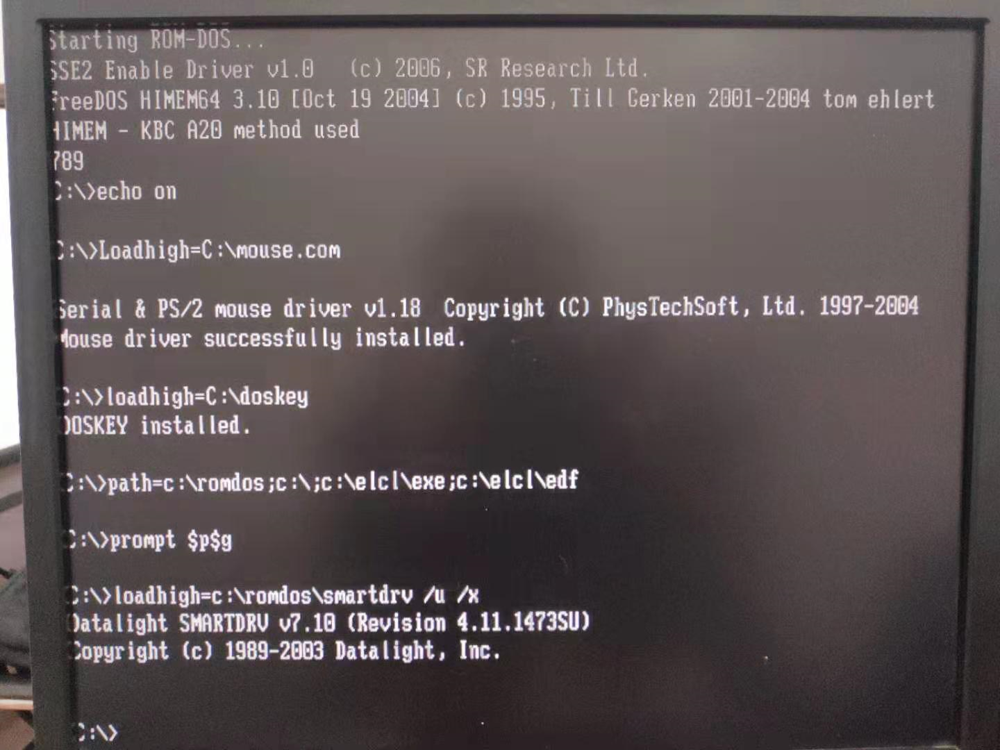 Starting ROM-DOS...
SSE2 Enable Driver v1.0 (c) 2006, SR Research Ltd.
FreeDOS HIMEM64 3.10 [Oct 19 2004] (c) 1995, Till Gerken 2001-2004 tom ehlert
HIMEM - KBC A20 method used
789
C:\>echo on
C:\>Loadhigh=C:\mouse.com
Serial & PS/2 mouse driver v1.18 Copyright (C) PhysTechSoft, Ltd. 1997-2004
Mouse driver successfully installed.
C:\>loadhigh=C:\doskey
DOSKEY installed.
C:\>path=c:\romdos;c:\;c:\elcl\exe;c:\elcl\edf
C:\>prompt $p$g
C:\>loadhigh=c:\romdos\smartdrv /u /x
Datalight SMARTDRV v7.10 (Revision 4.11.1473SU)
Copyright (c) 1989-2003 Datalight, Inc.
C:\>